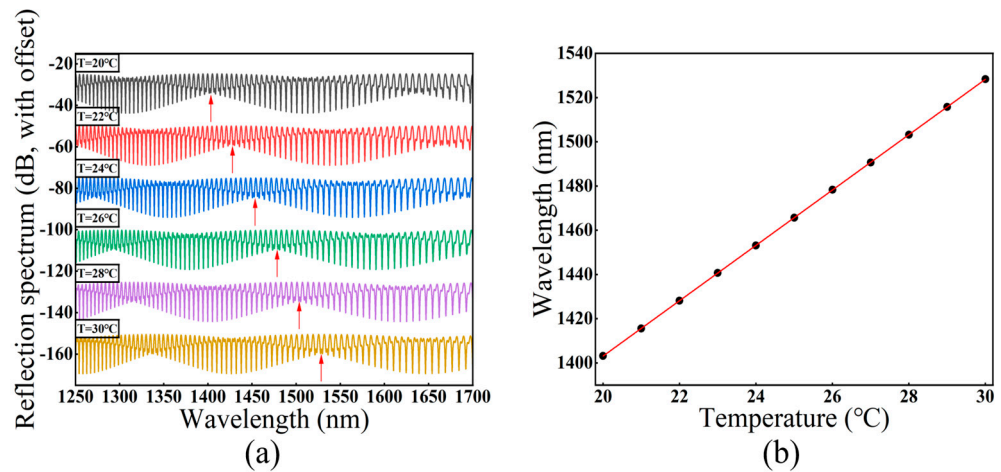 Reflection spectrum (dB, with offset)
-20
-40
-60
-80
-100
-120
-140
-160
T=20°C
T=22°C
T=24°C
T=26°C
T=28°C
T=30°C
1250 1300 1350 1400 1450 1500 1550 1600 1650 1700
Wavelength (nm)
(a)
Wavelength (nm)
1540
1520
1500
1480
1460
1440
1420
1400
20 22 24 26 28 30
Temperature (°C)
(b)